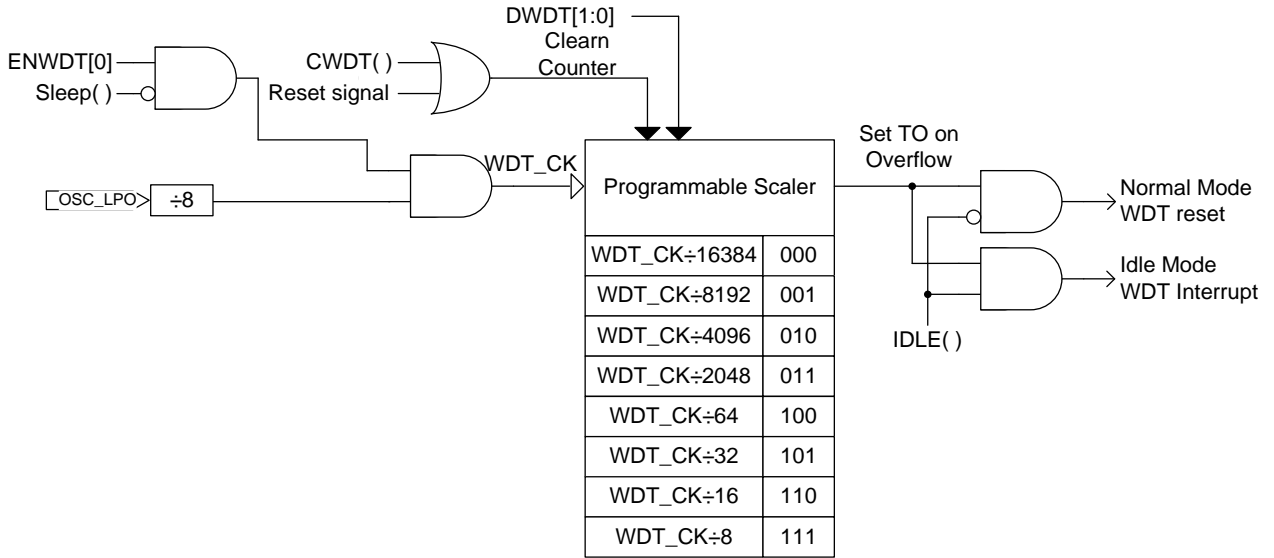 DWDT[1:0]
Clearn
Counter
ENWDT[0]
Sleep( )
CWDT( )
Reset signal
OSC_LPO
÷8
WDT_CK
Programmable Scaler
WDT_CK÷16384 000
WDT_CK÷8192 001
WDT_CK÷4096 010
WDT_CK÷2048 011
WDT_CK÷64 100
WDT_CK÷32 101
WDT_CK÷16 110
WDT_CK÷8 111
Set TO on
Overflow
Normal Mode
WDT reset
Idle Mode
WDT Interrupt
IDLE( )